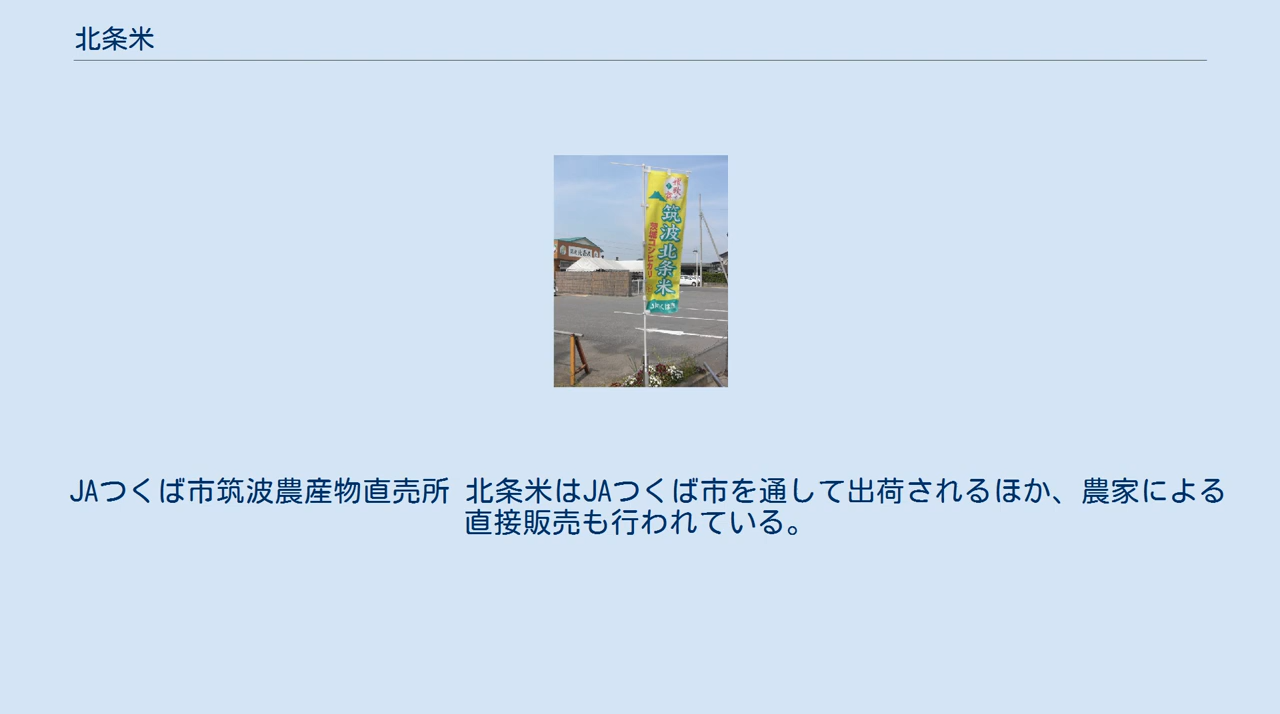 北条米
筑波北条米
茨城コシヒカリ
JAつくば市筑波農産物直売所 北条米はJAつくば市を通して出荷されるほか、農家による
直接販売も行われている。